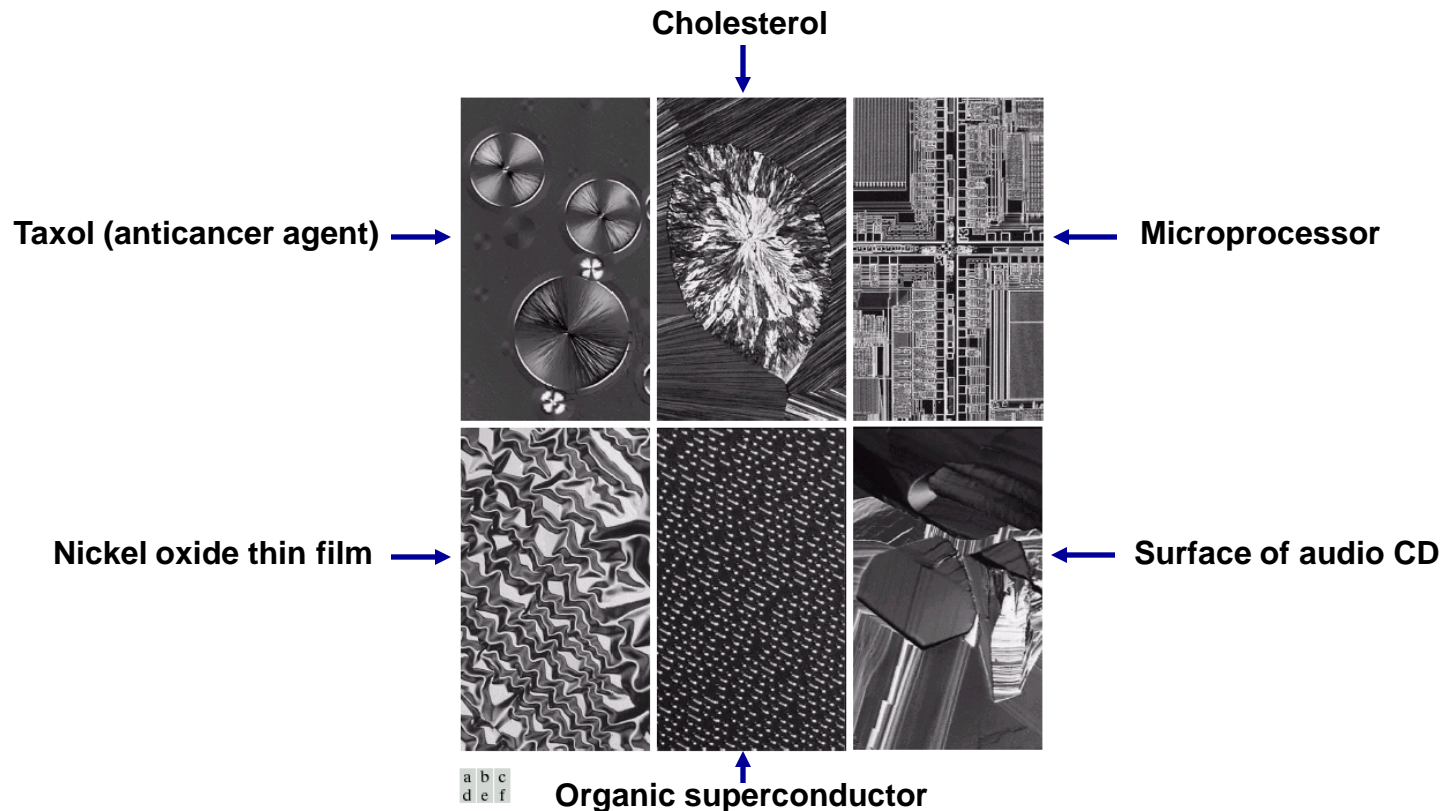 Cholesterol
Taxol (anticancer agent)
Microprocessor
Nickel oxide thin film
Surface of audio CD
a b c
d e f
Organic superconductor